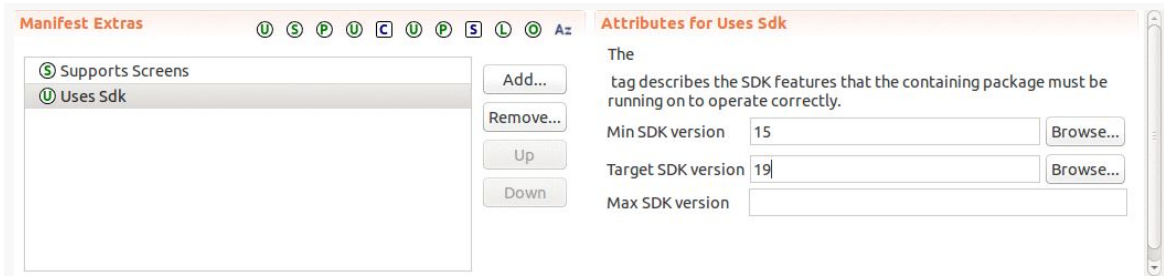 Manifest Extras
U S P U C U P S L O Az
S Supports Screens
U Uses Sdk
Add...
Remove...
Up
Down
Attributes for Uses Sdk
The
tag describes the SDK features that the containing package must be
running on to operate correctly.
Min SDK version 15 Browse...
Target SDK version 19 Browse...
Max SDK version